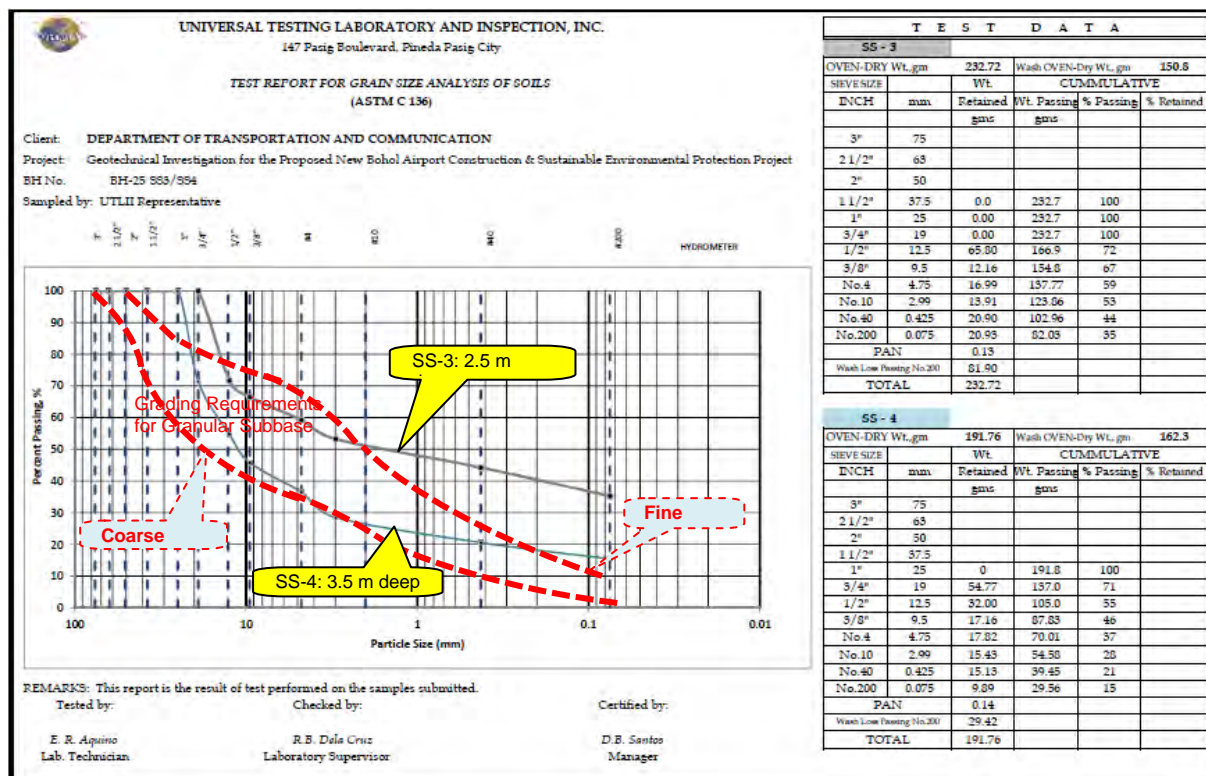 UNIVERSAL TESTING LABORATORY AND INSPECTION, INC.
147 Pasig Boulevard, Pineda Pasig City
TEST REPORT FOR GRAIN SIZE ANALYSIS OF SOILS
(ASTM C 136)
Client: DEPARTMENT OF TRANSPORTATION AND COMMUNICATION
Project: Geotechnical Investigation for the Proposed New Bohol Airport Construction & Sustainable Environmental Protection Project
BH No. BH-25 SS3/SS4
Sampled by: UTLII Representative
3" 2 1/2" 2" 1 1/2" 1" 3/4" 1/2" 3/8" #4 #10 #40 #200 HYDROMETER
Percent Passing, %
100
90
80
70
60
50
40
30
20
10
0
SS-3: 2.5 m
Grading Requirements
for Granular Subbase
Coarse
Fine
SS-4: 3.5 m deep
100 10 1 0.1 0.01
Particle Size (mm)
REMARKS: This report is the result of test performed on the samples submitted.
Tested by: Checked by: Certified by:
E. R. Aquino R.B. Dela Cruz D.B. Santos
Lab. Technician Laboratory Supervisor Manager
T E S T D A T A
SS - 3
OVEN-DRY Wt.,gm 232.72 Wash OVEN-Dry Wt., gm 150.8
SIEVE SIZE Wt. CUMMULATIVE
INCH mm Retained Wt. Passing % Passing % Retained
gms gms
3" 75
2 1/2" 63
2" 50
1 1/2" 37.5 0.0 232.7 100
1" 25 0.00 232.7 100
3/4" 19 0.00 232.7 100
1/2" 12.5 65.80 166.9 72
3/8" 9.5 12.16 154.8 67
No.4 4.75 16.99 137.77 59
No.10 2.99 13.91 123.86 53
No.40 0.425 20.90 102.96 44
No.200 0.075 20.93 82.03 35
PAN 0.13
Wash Loss Passing No.200 81.90
TOTAL 232.72
SS - 4
OVEN-DRY Wt.,gm 191.76 Wash OVEN-Dry Wt., gm 162.3
SIEVE SIZE Wt. CUMMULATIVE
INCH mm Retained Wt. Passing % Passing % Retained
gms gms
3" 75
2 1/2" 63
2" 50
1 1/2" 37.5
1" 25 0 191.8 100
3/4" 19 54.77 137.0 71
1/2" 12.5 32.00 105.0 55
3/8" 9.5 17.16 87.83 46
No.4 4.75 17.82 70.01 37
No.10 2.99 15.43 54.58 28
No.40 0.425 15.13 39.45 21
No.200 0.075 9.89 29.56 15
PAN 0.14
Wash Loss Passing No.200 29.42
TOTAL 191.76